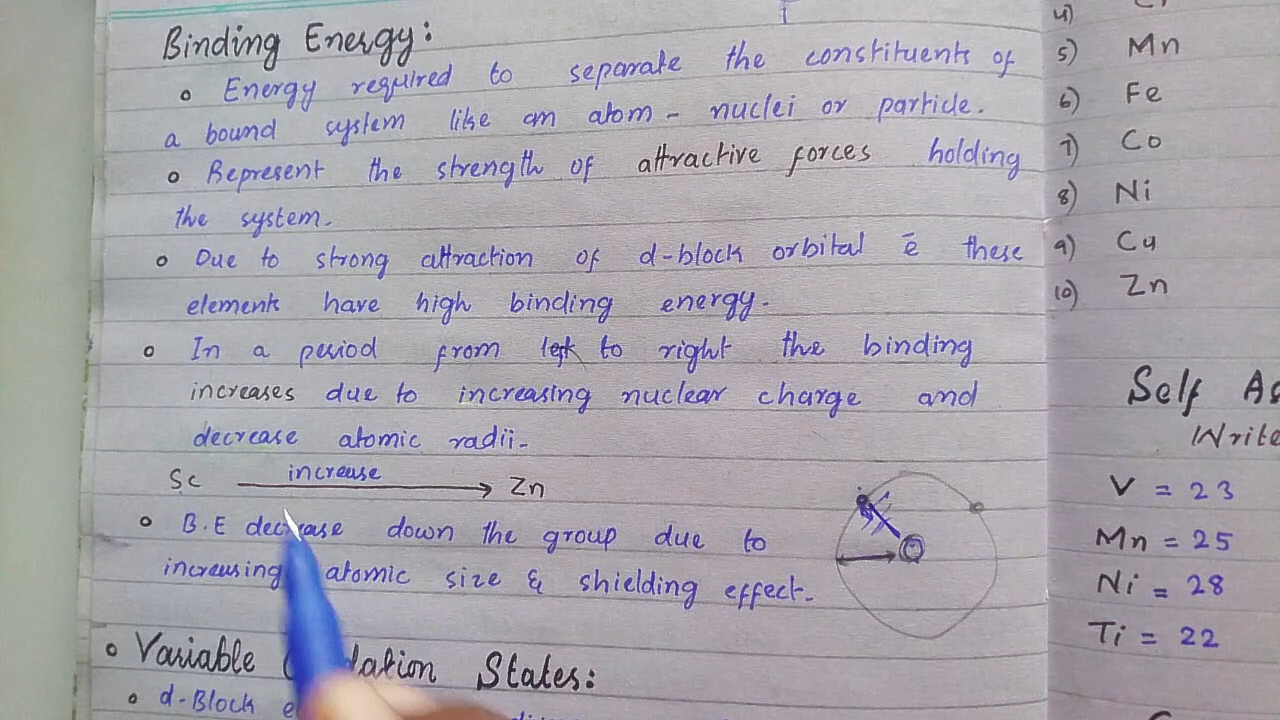 Binding Energy:
Energy required to separate the constituents of
a bound system like an atom - nuclei or particle.
Represent the strength of attractive forces holding
the system.
Due to strong attraction of d-block orbital ē these
elements have high binding energy.
In a period from left to right the binding
increases due to increasing nuclear charge and
decrease atomic radii.
increase
Sc Zn
B.E decrease down the group due to
increasing atomic size & shielding effect.
Variable States:
d-Block
4)
5) Mn
6) Fe
7) Co
8) Ni
9) Cu
10) Zn
Self
Write
V = 23
Mn = 25
Ni = 28
Ti = 22